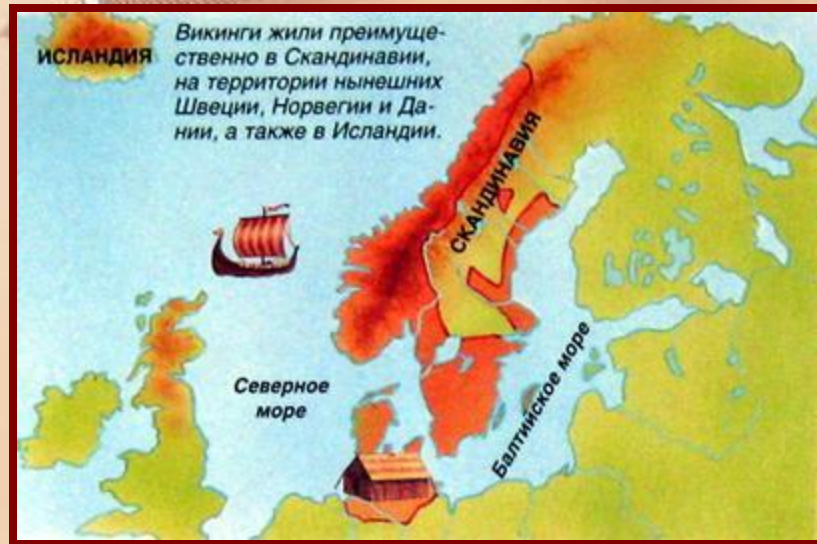 ИСЛАНДИЯ
Викинги жили преимуще-
ственно в Скандинавии,
на территории нынешних
Швеции, Норвегии и Да-
нии, а также в Исландии.
СКАНДИНАВИЯ
Северное
море
Балтийское море